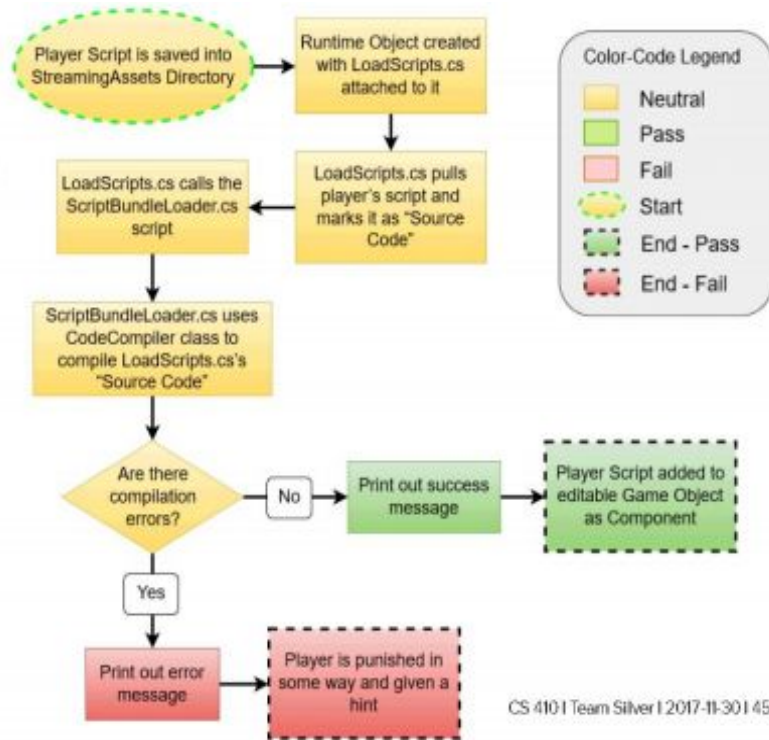 Player Script is saved into
StreamingAssets Directory
Runtime Object created
with LoadScripts.cs
attached to it
LoadScripts.cs pulls
player's script and
marks it as "Source
Code"
LoadScripts.cs calls the
ScriptBundleLoader.cs
script
ScriptBundleLoader.cs uses
CodeCompiler class to
compile LoadScripts.cs's
"Source Code"
Are there
compilation
errors?
No
Print out success
message
Player Script added to
editable Game Object
as Component
Yes
Print out error
message
Player is punished in
some way and given a
hint
Color-Code Legend
Neutral
Pass
Fail
Start
End - Pass
End - Fail
CS 410 | Team Silver | 2017-11-30 | 45